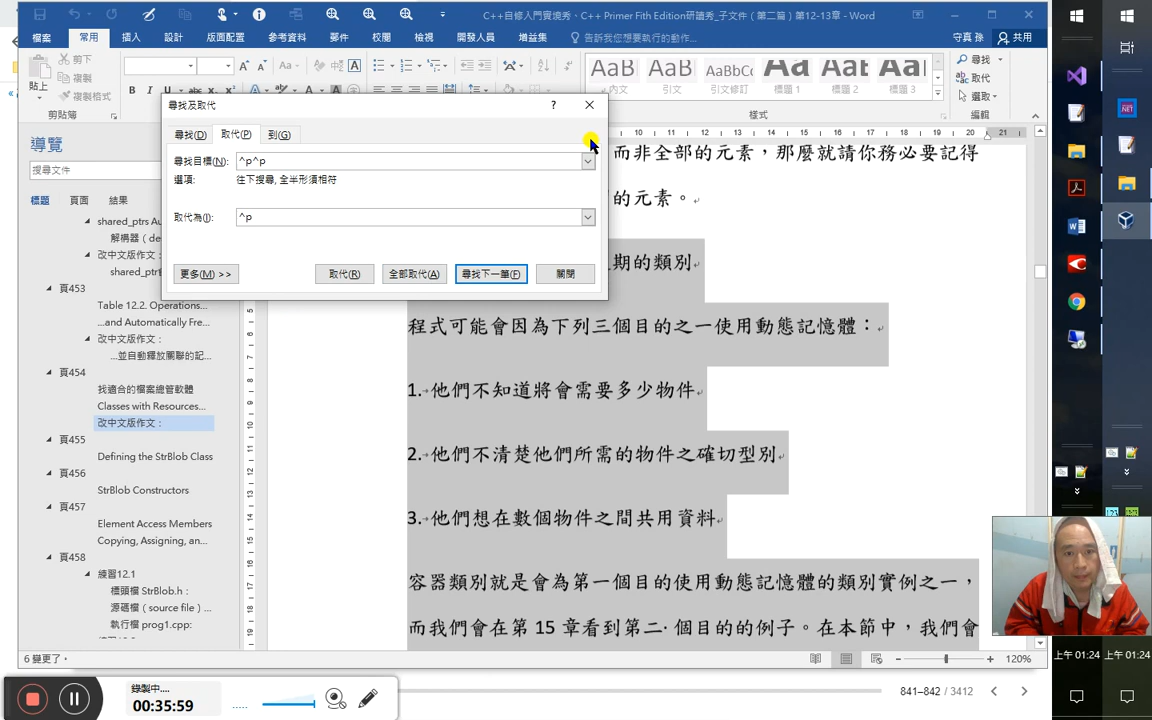 C++自修入門實境秀、C++ Primer Fith Edition研讀秀_子文件（第二篇）第12-13章 - Word
檔案 常用 插入 設計 版面配置 參考資料 郵件 校閱 檢視 開發人員 增益集 告訴我您想要執行的動作... 守真 孫 共用
剪下
複製
複製格式
貼上
剪貼簿
AaB AaB AaBbCc Aa Aat Aa(
內文 引文 引文修訂 標題 1 標題 2 標題 3
樣式
尋找
取代
選取
編輯
尋找及取代
尋找(D) 取代(P) 到(G)
尋找目標(N): ^p^p
選項: 往下搜尋, 全半形須相符
取代為(I): ^p
更多(M) >> 取代(R) 全部取代(A) 尋找下一筆(F) 關閉
導覽
搜尋文件
標題 頁面 結果
shared_ptrs Au
解構器（de
改中文版作文：
shared_ptr
頁453
Table 12.2. Operations...
...and Automatically Fre...
改中文版作文：
...並自動釋放關聯的記...
頁454
找適合的檔案總管軟體
Classes with Resources...
改中文版作文：
頁455
Defining the StrBlob Class
頁456
StrBlob Constructors
頁457
Element Access Members
Copying, Assigning, an...
頁458
練習12.1
標頭檔 StrBlob.h：
源碼檔（source file）...
執行檔 prog1.cpp:
10 11 12 13 14 15 16 17 18 19 20 21
而非全部的元素，那麼就請你務必要記得
的元素。
期的類別
程式可能會因為下列三個目的之一使用動態記憶體：
1. 他們不知道將會需要多少物件
2. 他們不清楚他們所需的物件之確切型別
3. 他們想在數個物件之間共用資料
容器類別就是會為第一個目的使用動態記憶體的類別實例之一，
而我們會在第 15 章看到第二· 個目的的例子。在本節中，我們會
6 變更了·
120%
錄製中....
00:35:59
841–842 / 3412
上午 01:24 上午 01:24